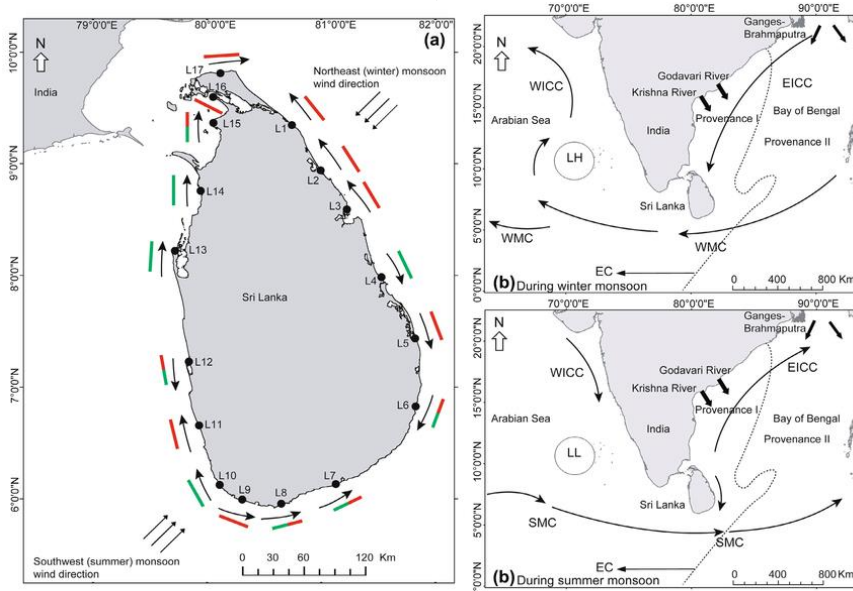 79°00'0"E
80°00'0"E
81°00'0"E
82°0'0"E
(a)
N
India
10°0'0"N
9°0'0"N
8°0'0"N
7°0'0"N
6°0'0"N
Northeast (winter) monsoon
wind direction
L17
L16
L15
L1
L2
L3
L14
L13
L4
Sri Lanka
L5
L12
L6
L11
L10
L9
L8
L7
Southwest (summer) monsoon
wind direction
0 30 60 120 Km
70°0'0"E
80°0'0"E
90°0'0"E
N
Ganges-
Brahmaputra
20°0'0"N
15°0'0"N
10°0'0"N
5°0'0"N
0°0'0"N
WICC
Godavari River
Krishna River
EICC
Arabian Sea
India
Provenance I
Bay of Bengal
Provenance II
LH
Sri Lanka
WMC
WMC
EC
(b) During winter monsoon
0 400 800 KM
70°0'0"E
80°0'0"E
90°0'0"E
N
Ganges-
Brahmaputra
20°0'0"N
15°0'0"N
10°0'0"N
5°0'0"N
0°0'0"N
WICC
Godavari River
Krishna River
EICC
Arabian Sea
India
Provenance I
Bay of Bengal
Provenance II
LL
Sri Lanka
SMC
SMC
EC
(b) During summer monsoon
0 400 800 Km